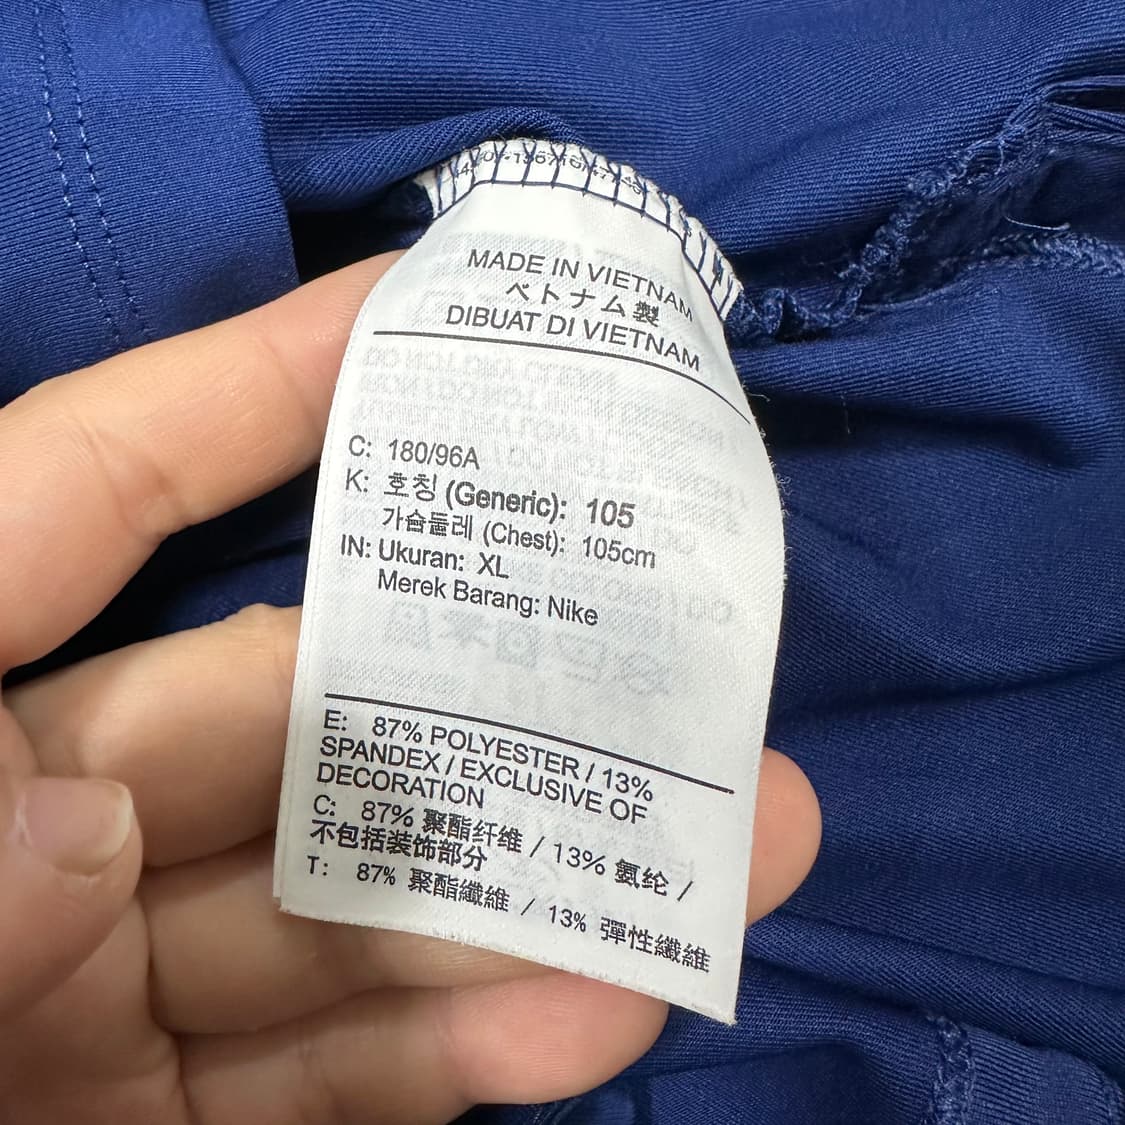 MADE IN VIETNAM
ベトナム製
DIBUAT DI VIETNAM
C: 180/96A
K: 호칭 (Generic): 105
가슴둘레 (Chest): 105cm
IN: Ukuran: XL
Merek Barang: Nike
E: 87% POLYESTER / 13%
SPANDEX / EXCLUSIVE OF
DECORATION
C: 87% 聚酯纤维 / 13% 氨纶 /
不包括装饰部分
T: 87% 聚酯纖維 / 13% 彈性纖維